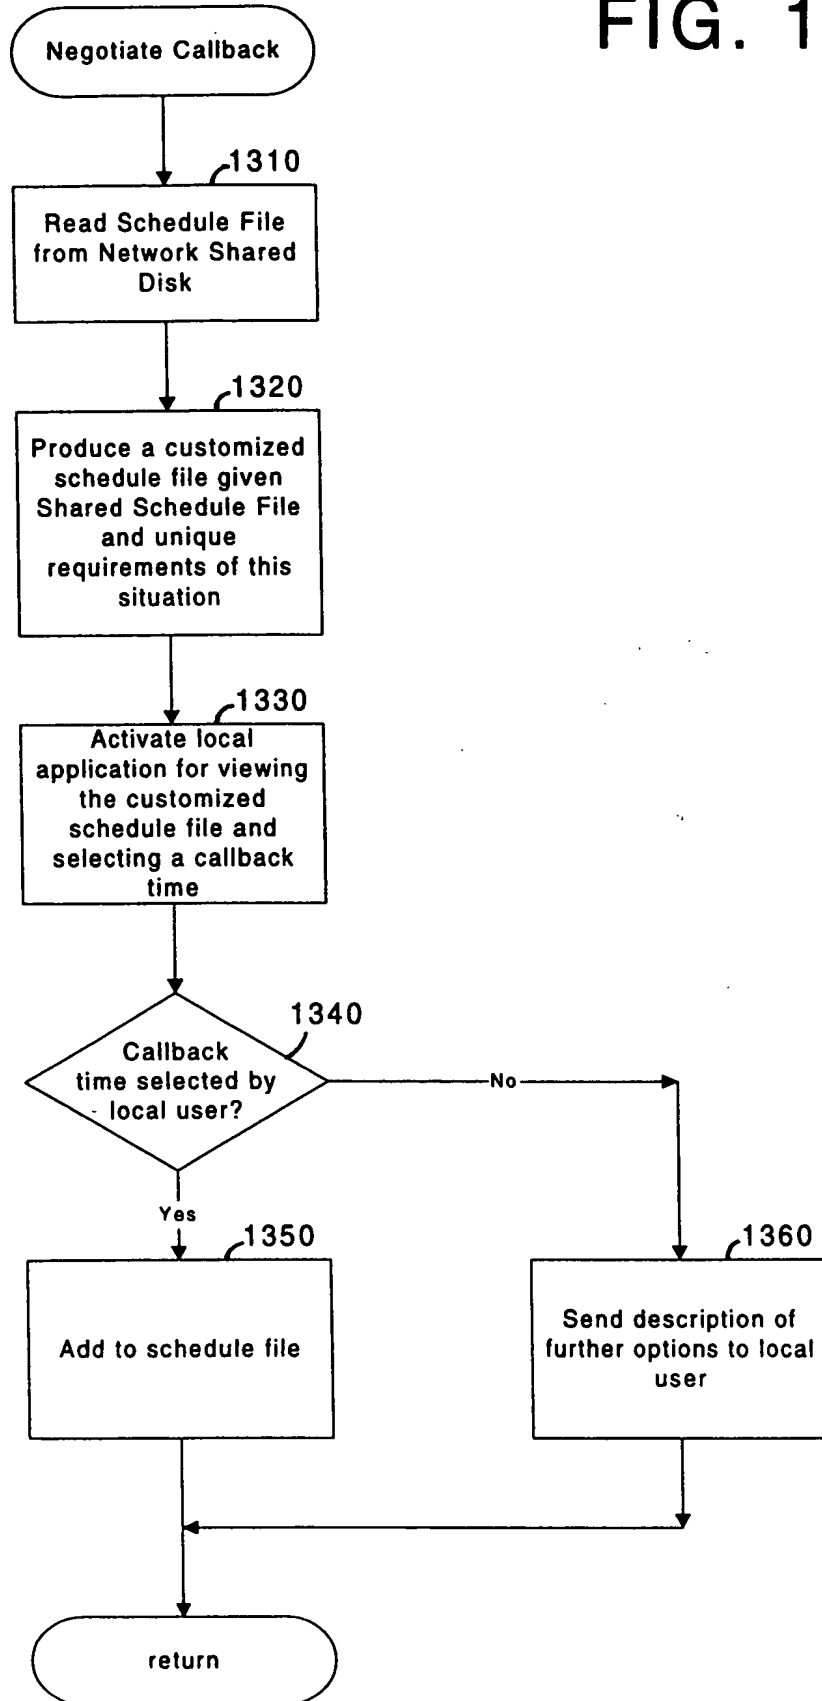 FIG. 1
Negotiate Callback
1310
Read Schedule File
from Network Shared
Disk
1320
Produce a customized
schedule file given
Shared Schedule File
and unique
requirements of this
situation
1330
Activate local
application for viewing
the customized
schedule file and
selecting a callback
time
1340
Callback
time selected by
local user?
No
Yes
1350
Add to schedule file
1360
Send description of
further options to local
user
return